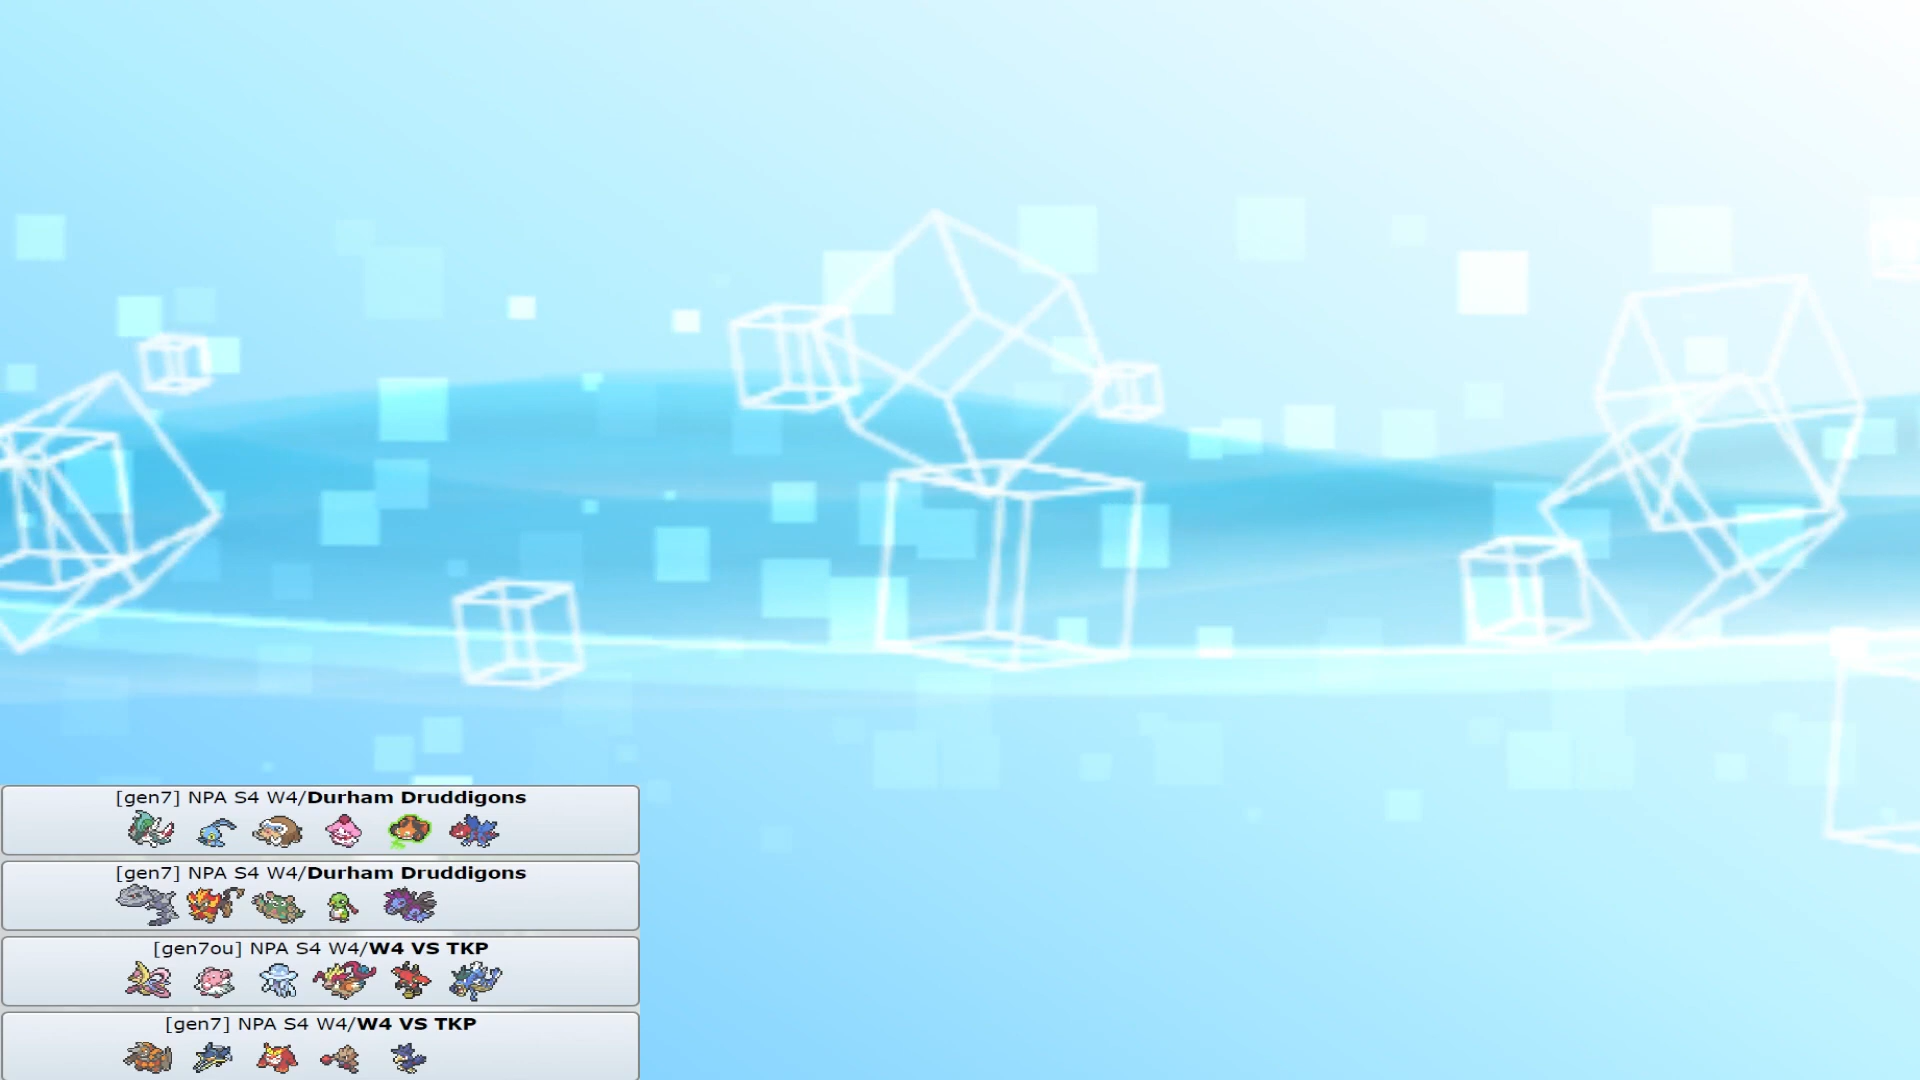 [gen7] NPA S4 W4/Durham Druddigons
[gen7] NPA S4 W4/Durham Druddigons
[gen7ou] NPA S4 W4/W4 VS TKP
[gen7] NPA S4 W4/W4 VS TKP